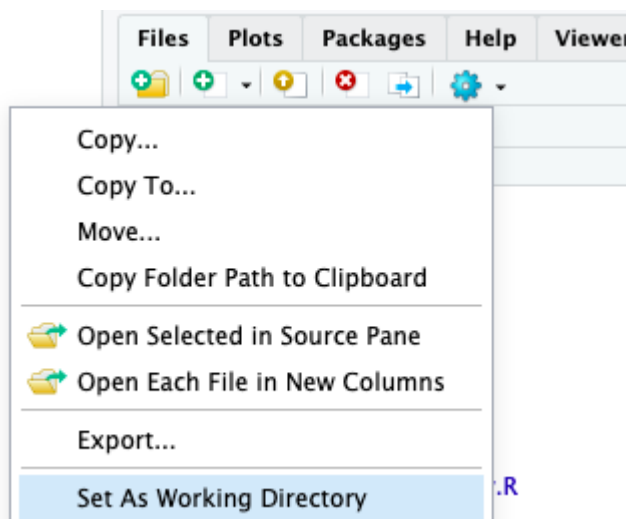 Files Plots Packages Help Viewer
Copy...
Copy To...
Move...
Copy Folder Path to Clipboard
Open Selected in Source Pane
Open Each File in New Columns
Export...
Set As Working Directory
.R